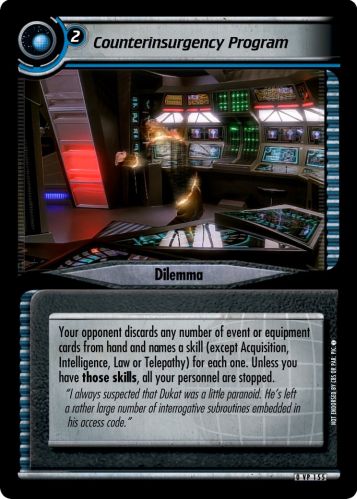 2
Counterinsurgency Program
Dilemma
Your opponent discards any number of event or equipment
cards from hand and names a skill (except Acquisition,
Intelligence, Law or Telepathy) for each one. Unless you
have those skills, all your personnel are stopped.
"I always suspected that Dukat was a little paranoid. He's left
a rather large number of interrogative subroutines embedded in
his access code."
NOT ENDORSED BY CBS OR PAR. PIC.
0 VP 155